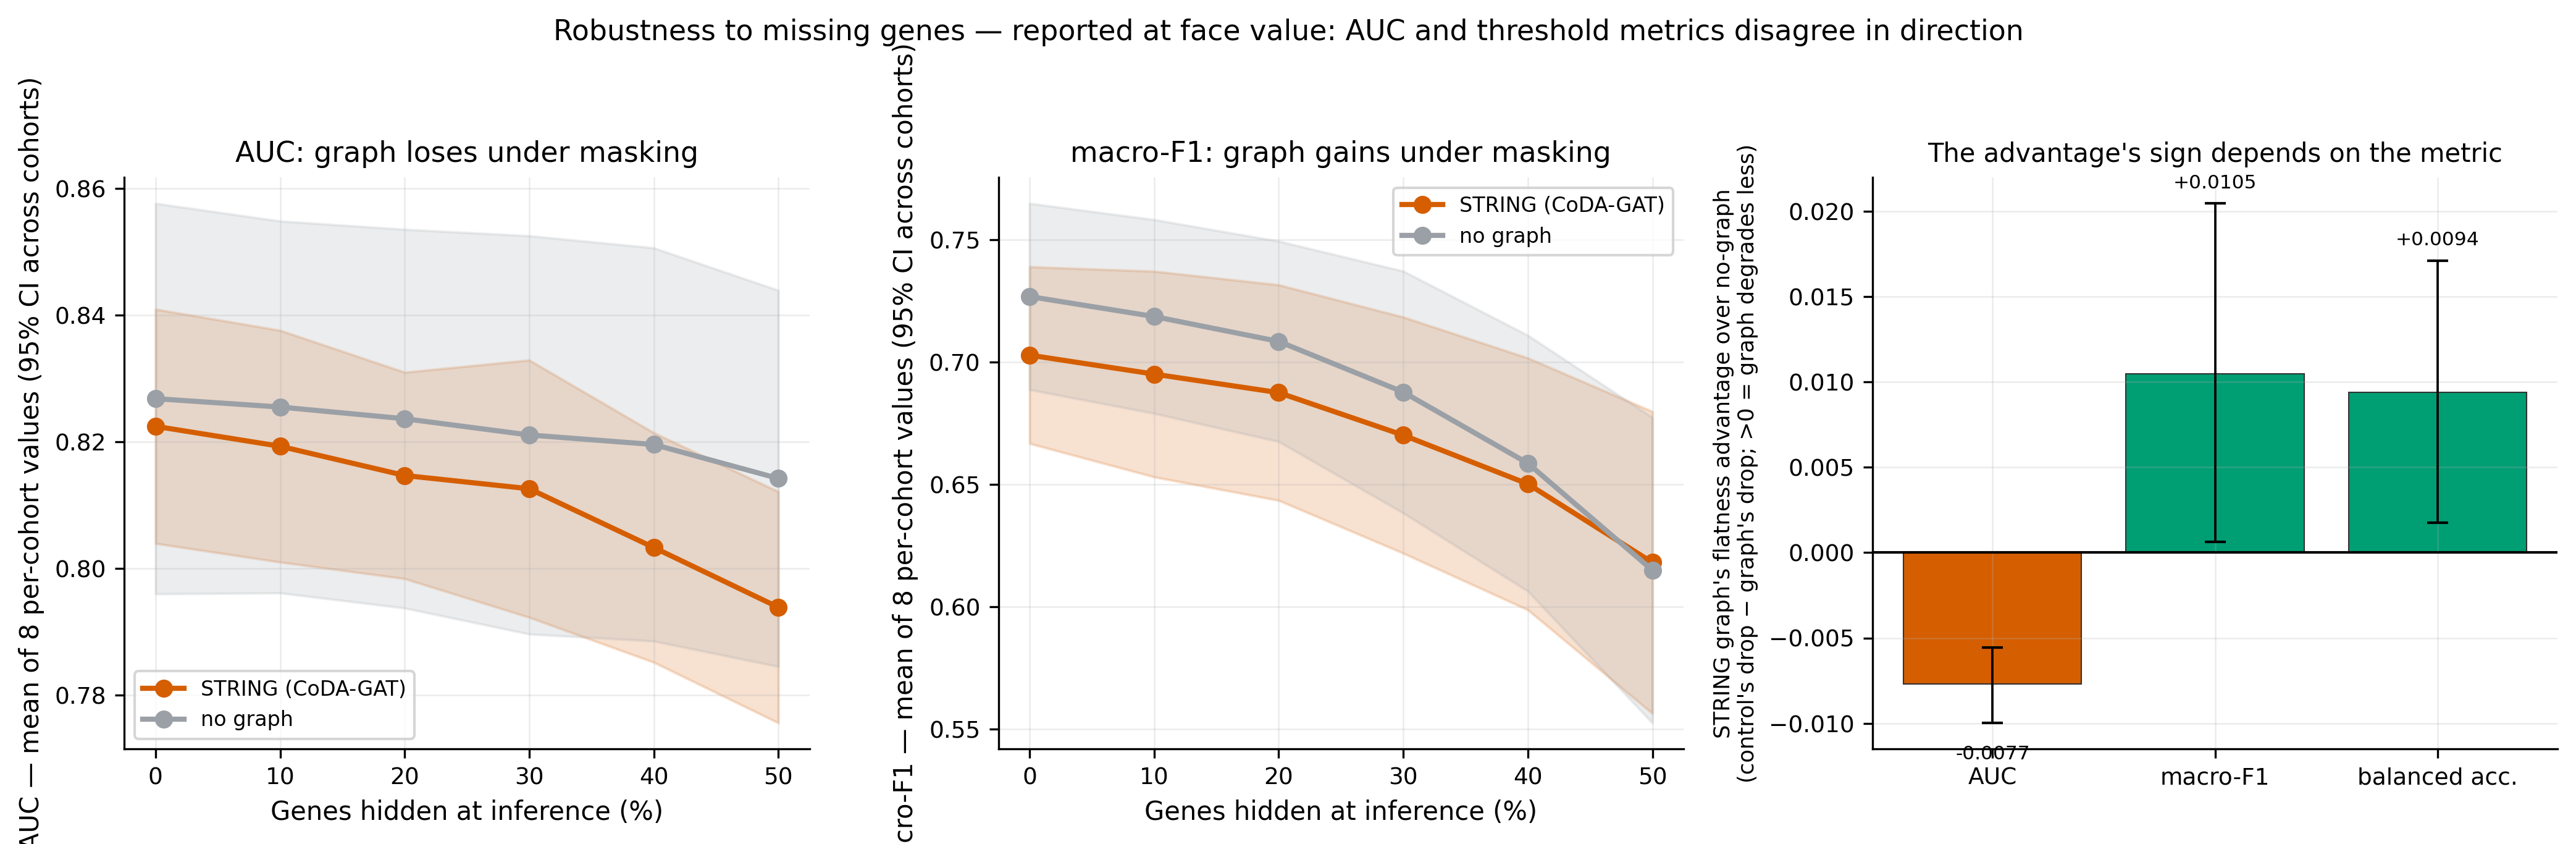 Robustness to missing genes — reported at face value: AUC and threshold metrics disagree in direction
AUC: graph loses under masking
AUC — mean of 8 per-cohort values (95% CI across cohorts)
0.86
0.84
0.82
0.80
0.78
STRING (CoDA-GAT)
no graph
0 10 20 30 40 50
Genes hidden at inference (%)
macro-F1: graph gains under masking
cro-F1 — mean of 8 per-cohort values (95% CI across cohorts)
STRING (CoDA-GAT)
no graph
0.75
0.70
0.65
0.60
0.55
0 10 20 30 40 50
Genes hidden at inference (%)
The advantage's sign depends on the metric
STRING graph's flatness advantage over no-graph
(control's drop − graph's drop; >0 = graph degrades less)
+0.0105
+0.0094
-0.0077
0.020
0.015
0.010
0.005
0.000
−0.005
−0.010
AUC macro-F1 balanced acc.